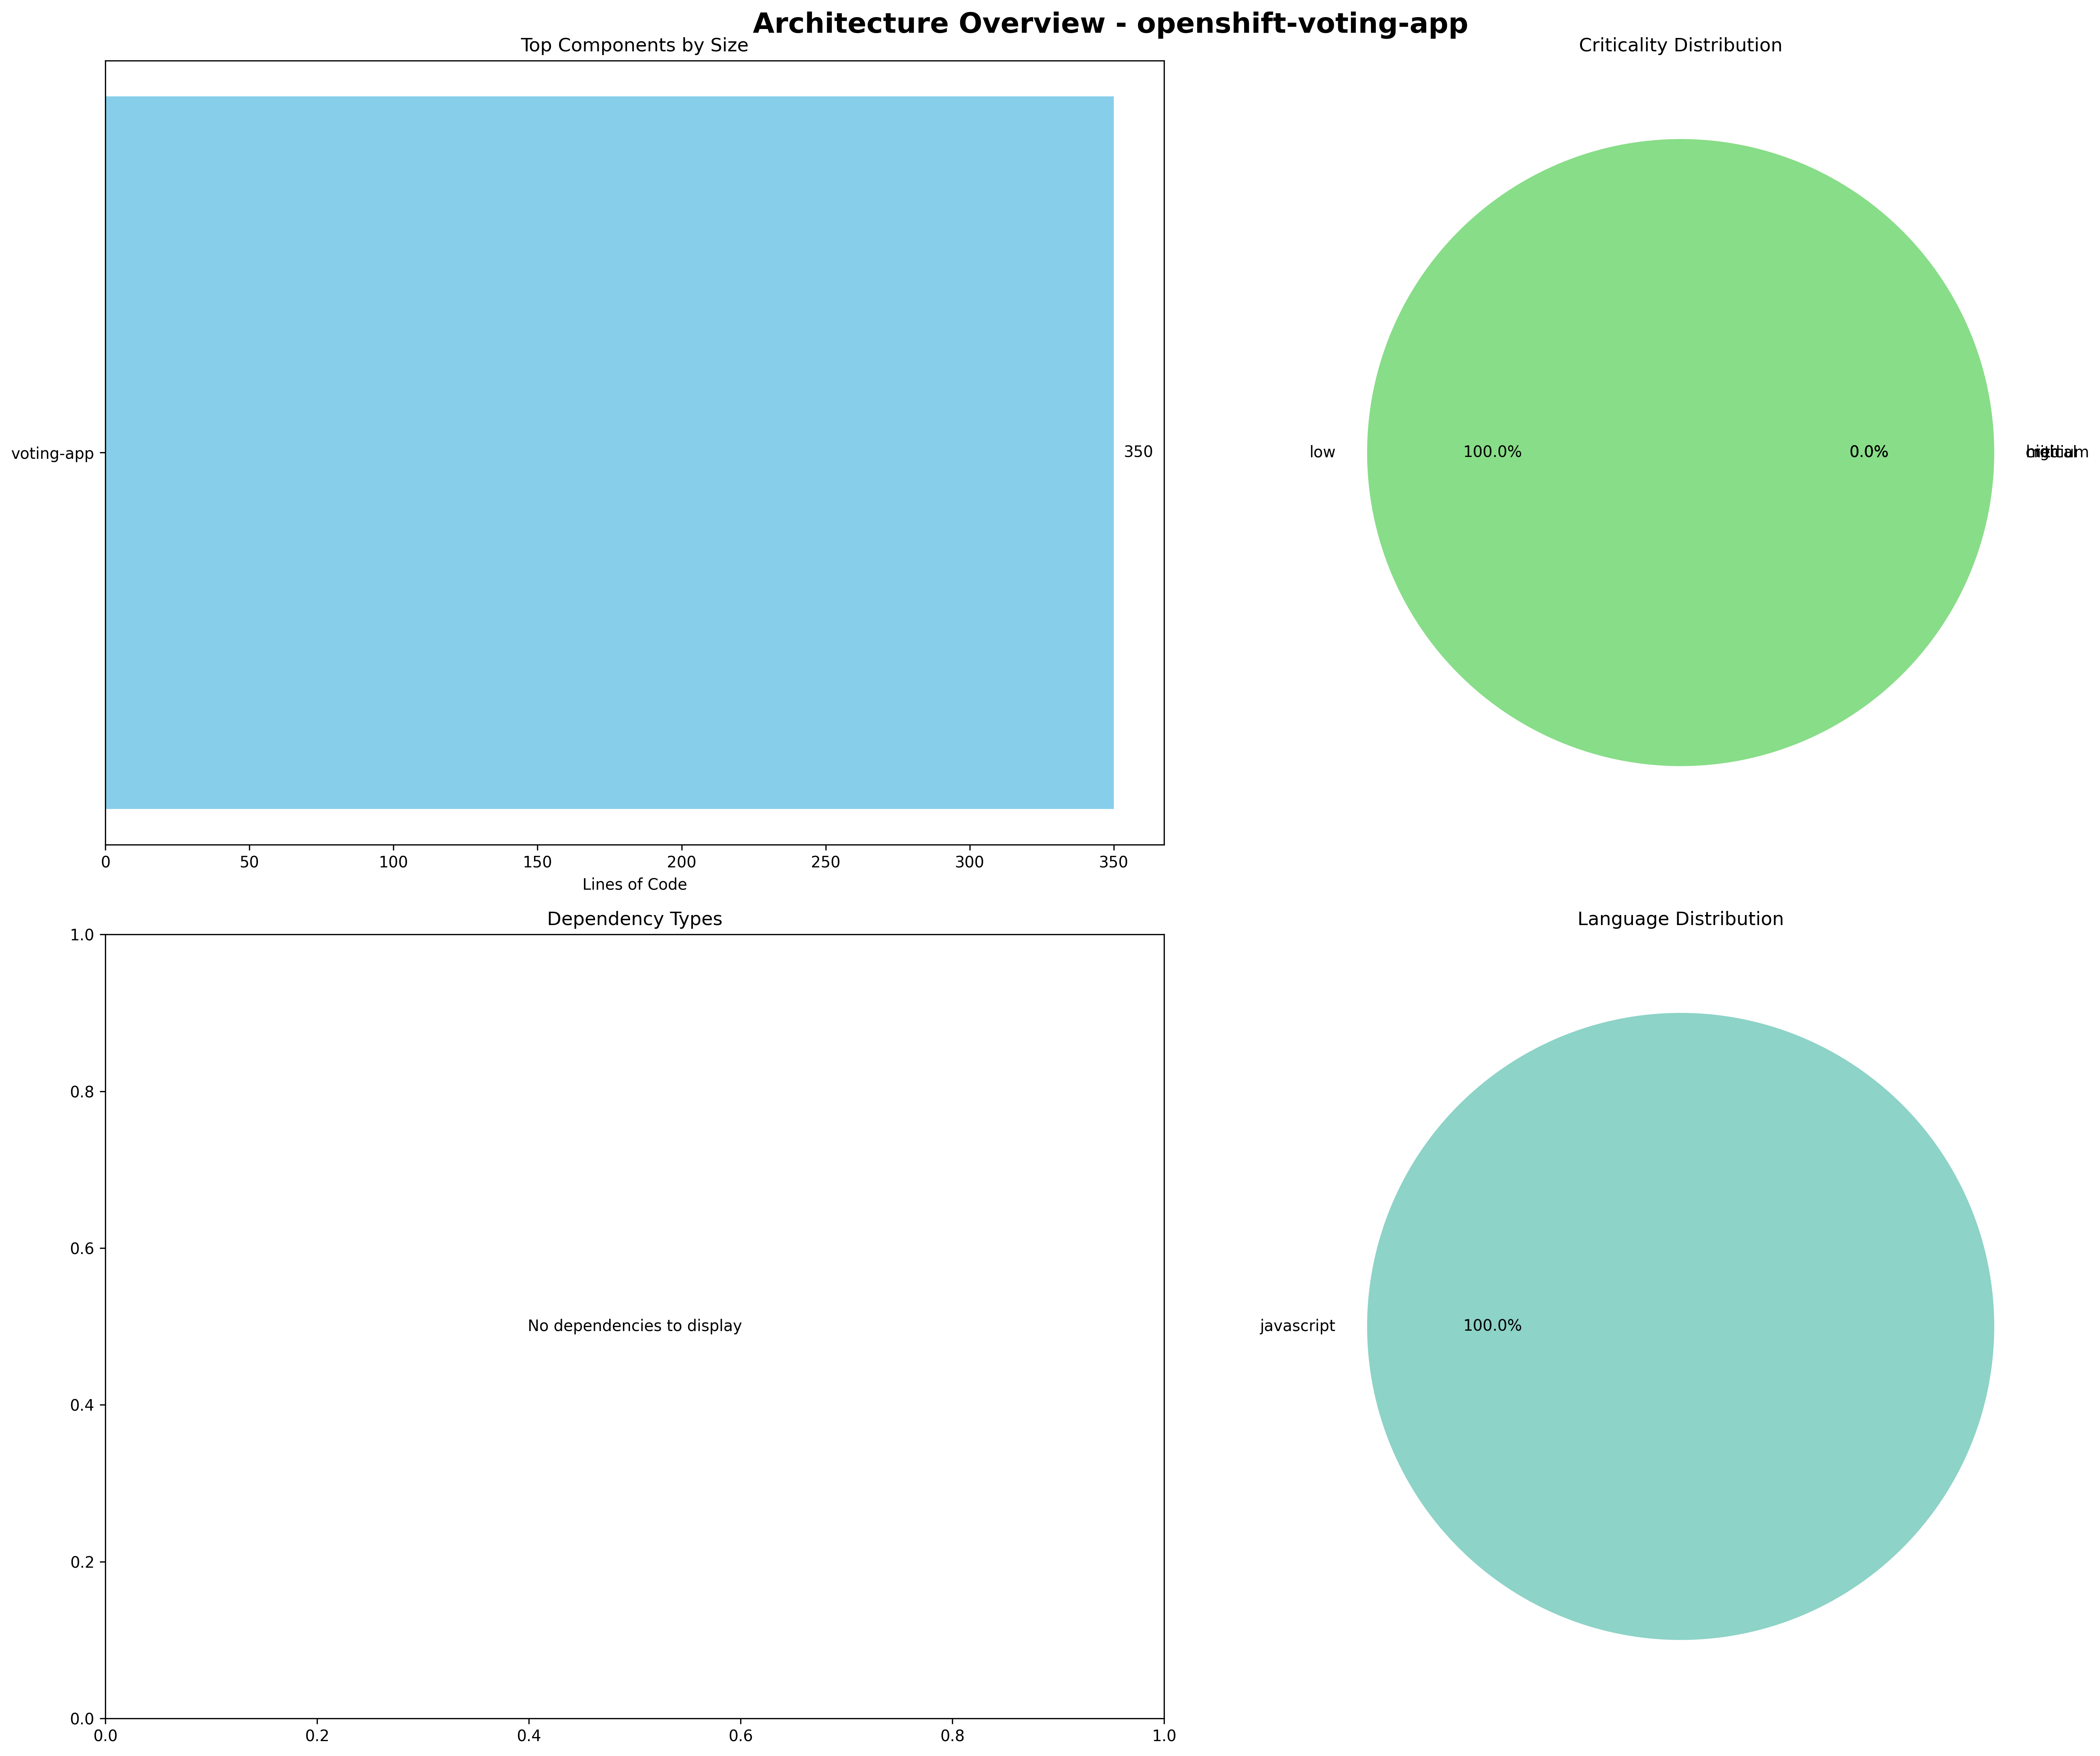 Architecture Overview - openshift-voting-app
Top Components by Size
voting-app
350
0 50 100 150 200 250 300 350
Lines of Code
Criticality Distribution
low
100.0%
0.0%
Dependency Types
1.0
0.8
0.6
0.4
0.2
0.0
No dependencies to display
0.0 0.2 0.4 0.6 0.8 1.0
Language Distribution
javascript
100.0%